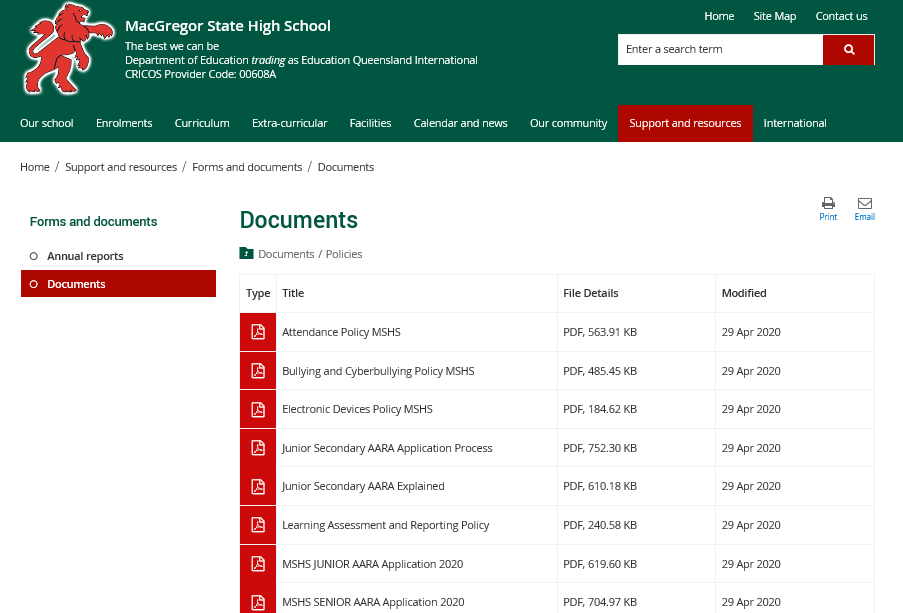 MacGregor State High School
The best we can be
Department of Education trading as Education Queensland International
CRICOS Provider Code: 00608A
Home Site Map Contact us
Enter a search term
Our school Enrolments Curriculum Extra-curricular Facilities Calendar and news Our community Support and resources International
Home / Support and resources / Forms and documents / Documents
Forms and documents
Annual reports
Documents
Documents
Print Email
Documents / Policies
Type Title File Details Modified
Attendance Policy MSHS PDF, 563.91 KB 29 Apr 2020
Bullying and Cyberbullying Policy MSHS PDF, 485.45 KB 29 Apr 2020
Electronic Devices Policy MSHS PDF, 184.62 KB 29 Apr 2020
Junior Secondary AARA Application Process PDF, 752.30 KB 29 Apr 2020
Junior Secondary AARA Explained PDF, 610.18 KB 29 Apr 2020
Learning Assessment and Reporting Policy PDF, 240.58 KB 29 Apr 2020
MSHS JUNIOR AARA Application 2020 PDF, 619.60 KB 29 Apr 2020
MSHS SENIOR AARA Application 2020 PDF, 704.97 KB 29 Apr 2020